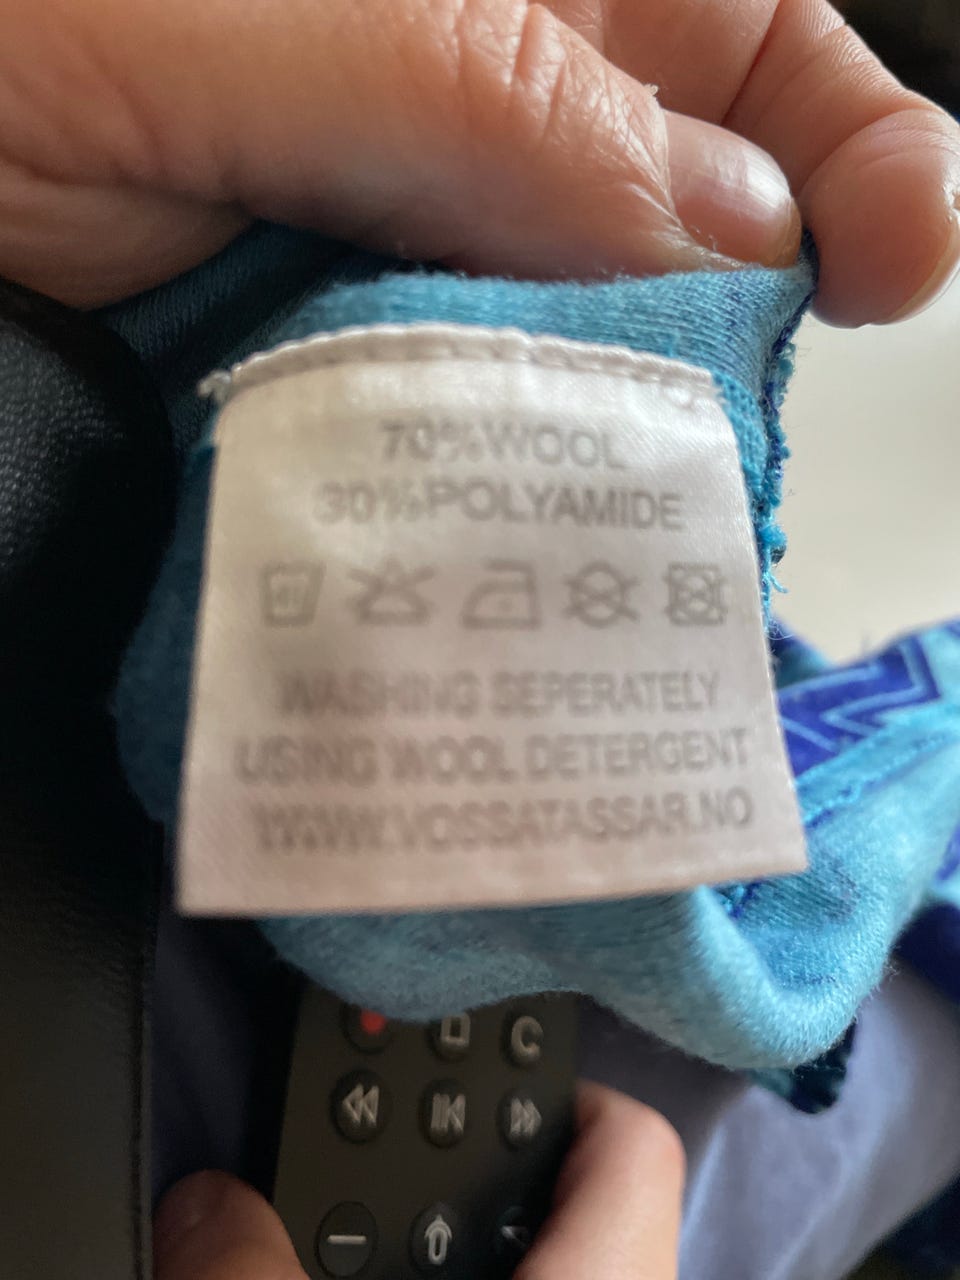 70%WOOL
30%POLYAMIDE
WASHING SEPERATELY
USING WOOL DETERGENT
WWW.VOSSATASSAR.NO